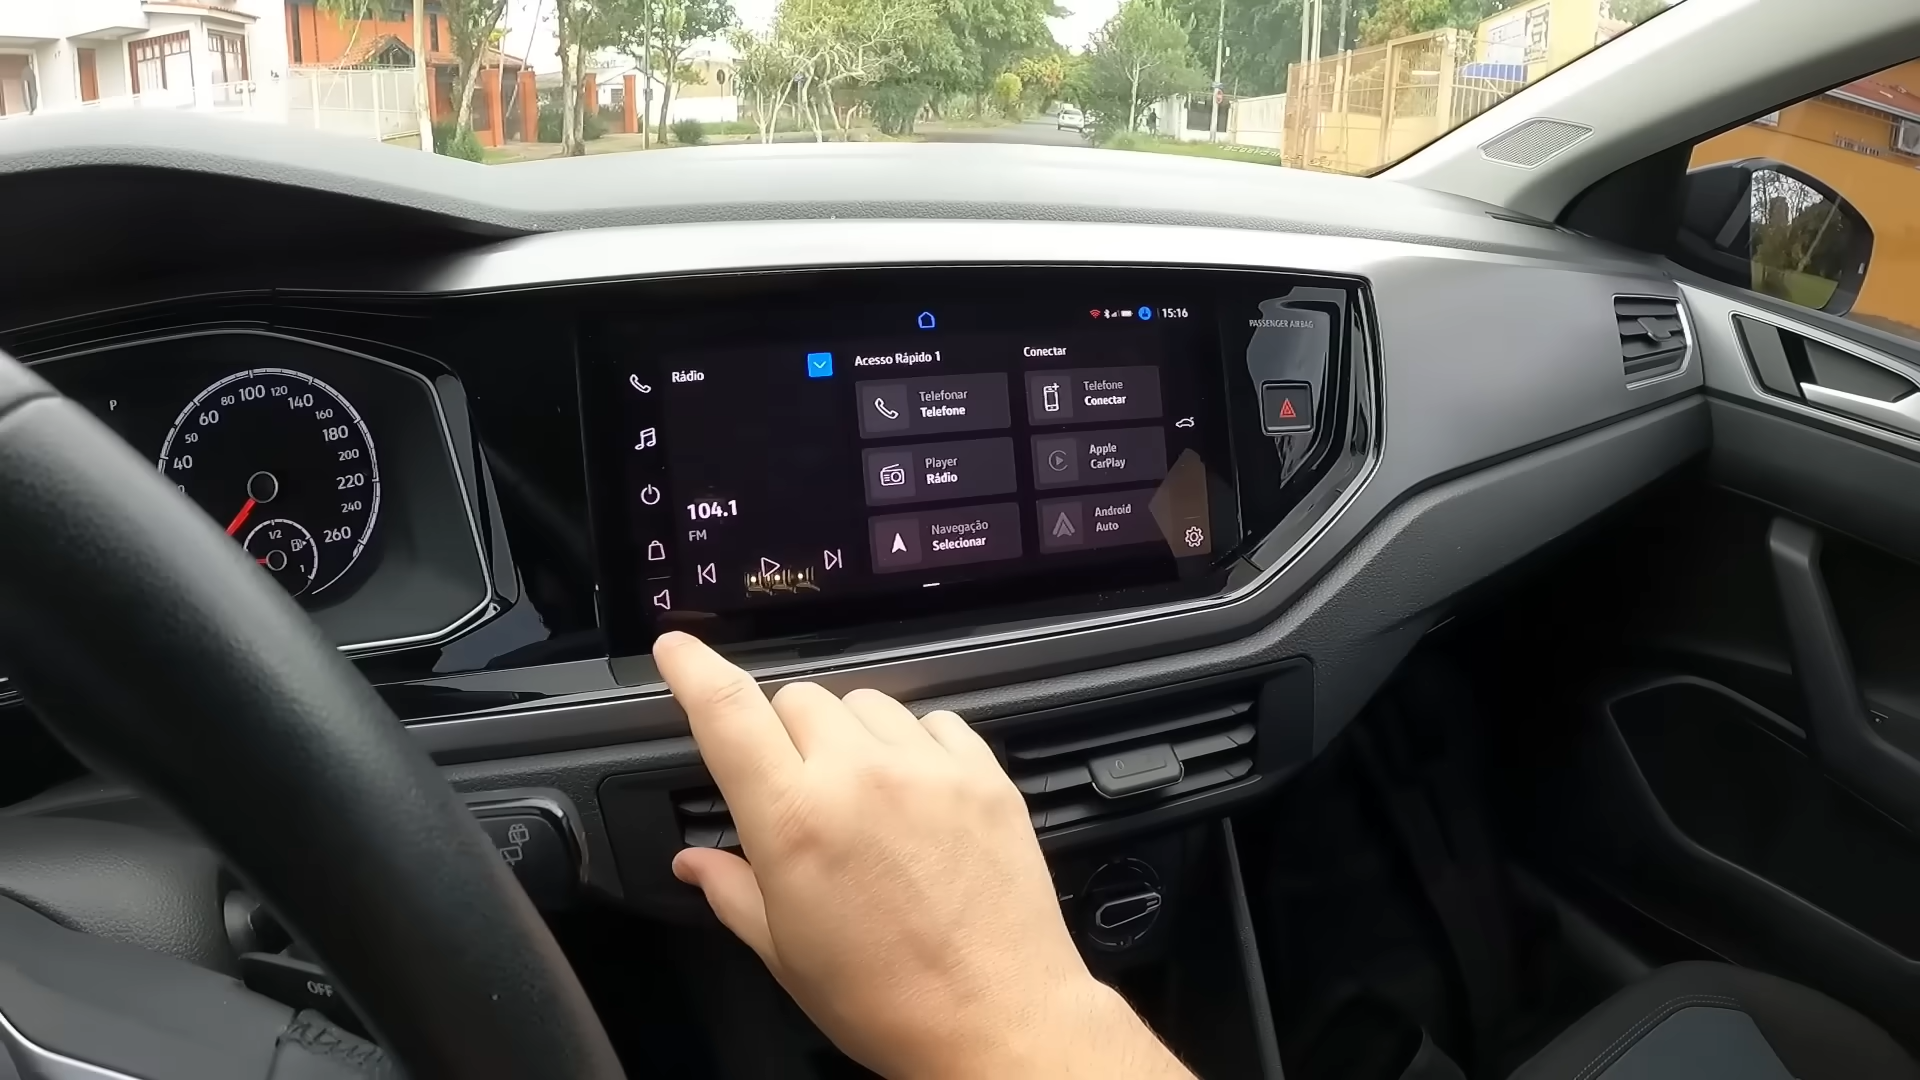 15:16
PASSENGER AIRBAG
Rádio
Acesso Rápido 1
Conectar
Telefonar
Telefone
Telefone
Conectar
Player
Rádio
Apple
CarPlay
104.1
FM
Navegação
Selecionar
Android
Auto
P
40
50
60
80
100
120
140
160
180
200
220
240
260
1/2
1
OFF